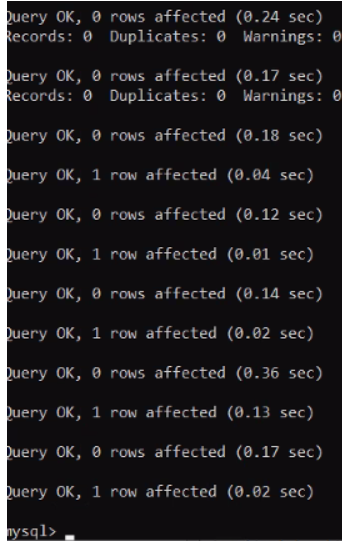 Query OK, 0 rows affected (0.24 sec)
Records: 0  Duplicates: 0  Warnings: 0
Query OK, 0 rows affected (0.17 sec)
Records: 0  Duplicates: 0  Warnings: 0
Query OK, 0 rows affected (0.18 sec)
Query OK, 1 row affected (0.04 sec)
Query OK, 0 rows affected (0.12 sec)
Query OK, 1 row affected (0.01 sec)
Query OK, 0 rows affected (0.14 sec)
Query OK, 1 row affected (0.02 sec)
Query OK, 0 rows affected (0.36 sec)
Query OK, 1 row affected (0.13 sec)
Query OK, 0 rows affected (0.17 sec)
Query OK, 1 row affected (0.02 sec)
mysql>